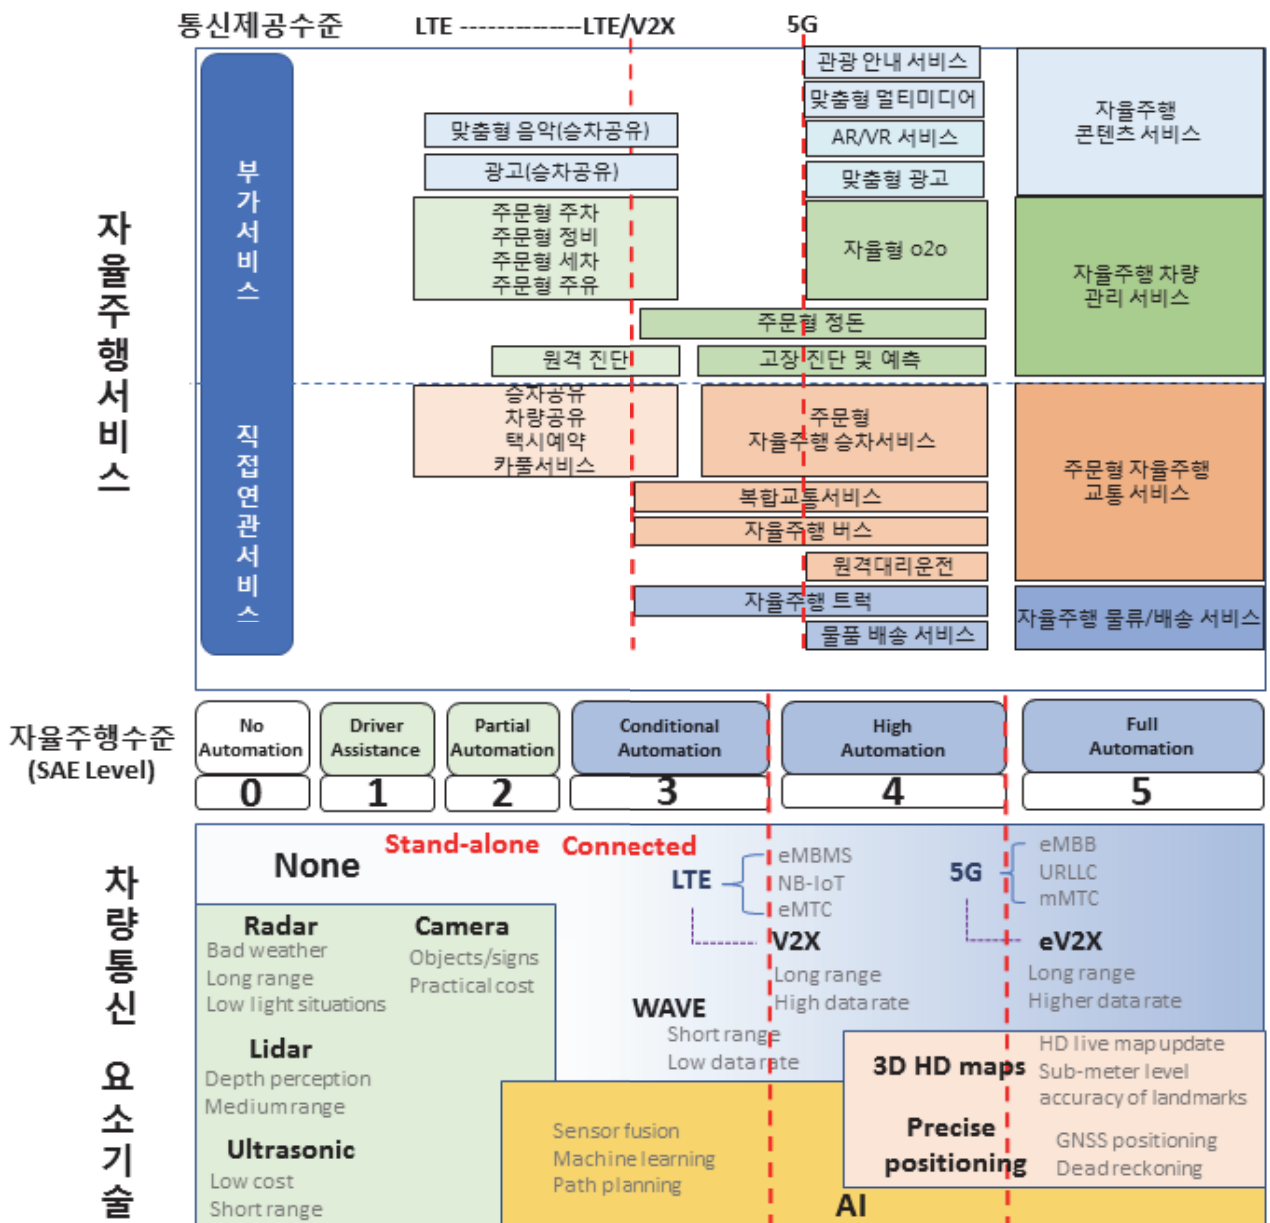 통신제공수준
LTE --------------LTE/V2X
5G
자율주행서비스
부가서비스
직접연관서비스
관광 안내 서비스
맞춤형 멀티미디어
맞춤형 음악(승차공유)
AR/VR 서비스
광고(승차공유)
맞춤형 광고
자율주행
콘텐츠 서비스
주문형 주차
주문형 정비
주문형 세차
주문형 주유
자율형 o2o
자율주행 차량
관리 서비스
주문형 정돈
원격 진단
고장 진단 및 예측
승차공유
차량공유
택시예약
카풀서비스
주문형
자율주행 승차서비스
주문형 자율주행
교통 서비스
복합교통서비스
자율주행 버스
원격대리운전
자율주행 트럭
물품 배송 서비스
자율주행 물류/배송 서비스
자율주행수준
(SAE Level)
No
Automation
0
Driver
Assistance
1
Partial
Automation
2
Conditional
Automation
3
High
Automation
4
Full
Automation
5
차량통신 요소기술
None
Stand-alone
Connected
LTE
eMBMS
NB-IoT
eMTC
5G
eMBB
URLLC
mMTC
Radar
Bad weather
Long range
Low light situations
Camera
Objects/signs
Practical cost
V2X
Long range
High data rate
eV2X
Long range
Higher data rate
WAVE
Short range
Low data rate
Lidar
Depth perception
Medium range
3D HD maps
HD live map update
Sub-meter level
accuracy of landmarks
Ultrasonic
Low cost
Short range
Sensor fusion
Machine learning
Path planning
Precise
positioning
GNSS positioning
Dead reckoning
AI